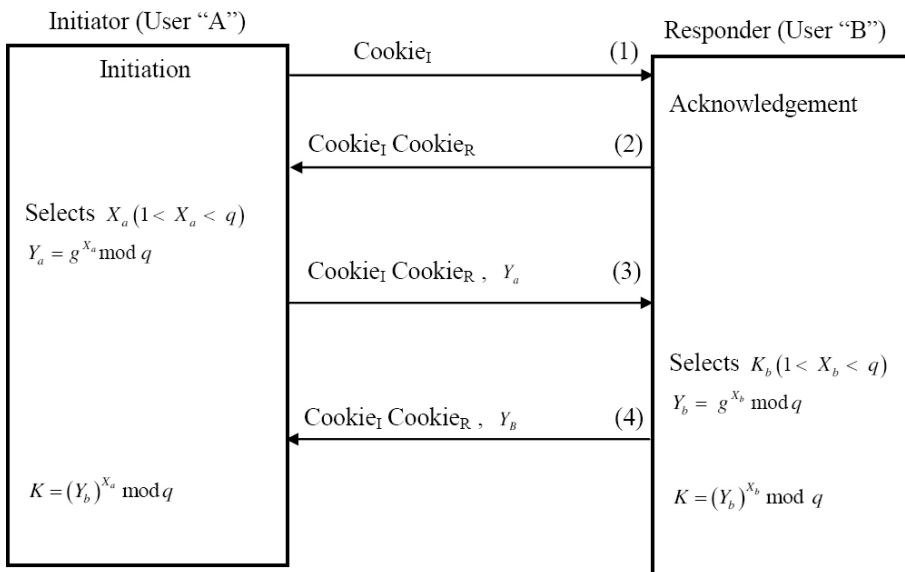 Initiator (User “A”)
Responder (User “B”)
Initiation
Cookie_I (1)
Acknowledgement
Cookie_I Cookie_R (2)
Selects X_a (1 < X_a < q)
Y_a = g^{X_a} mod q
Cookie_I Cookie_R , Y_a (3)
Selects K_b (1 < X_b < q)
Y_b = g^{X_b} mod q
Cookie_I Cookie_R , Y_B (4)
K = (Y_b)^{X_a} mod q
K = (Y_b)^{X_b} mod q